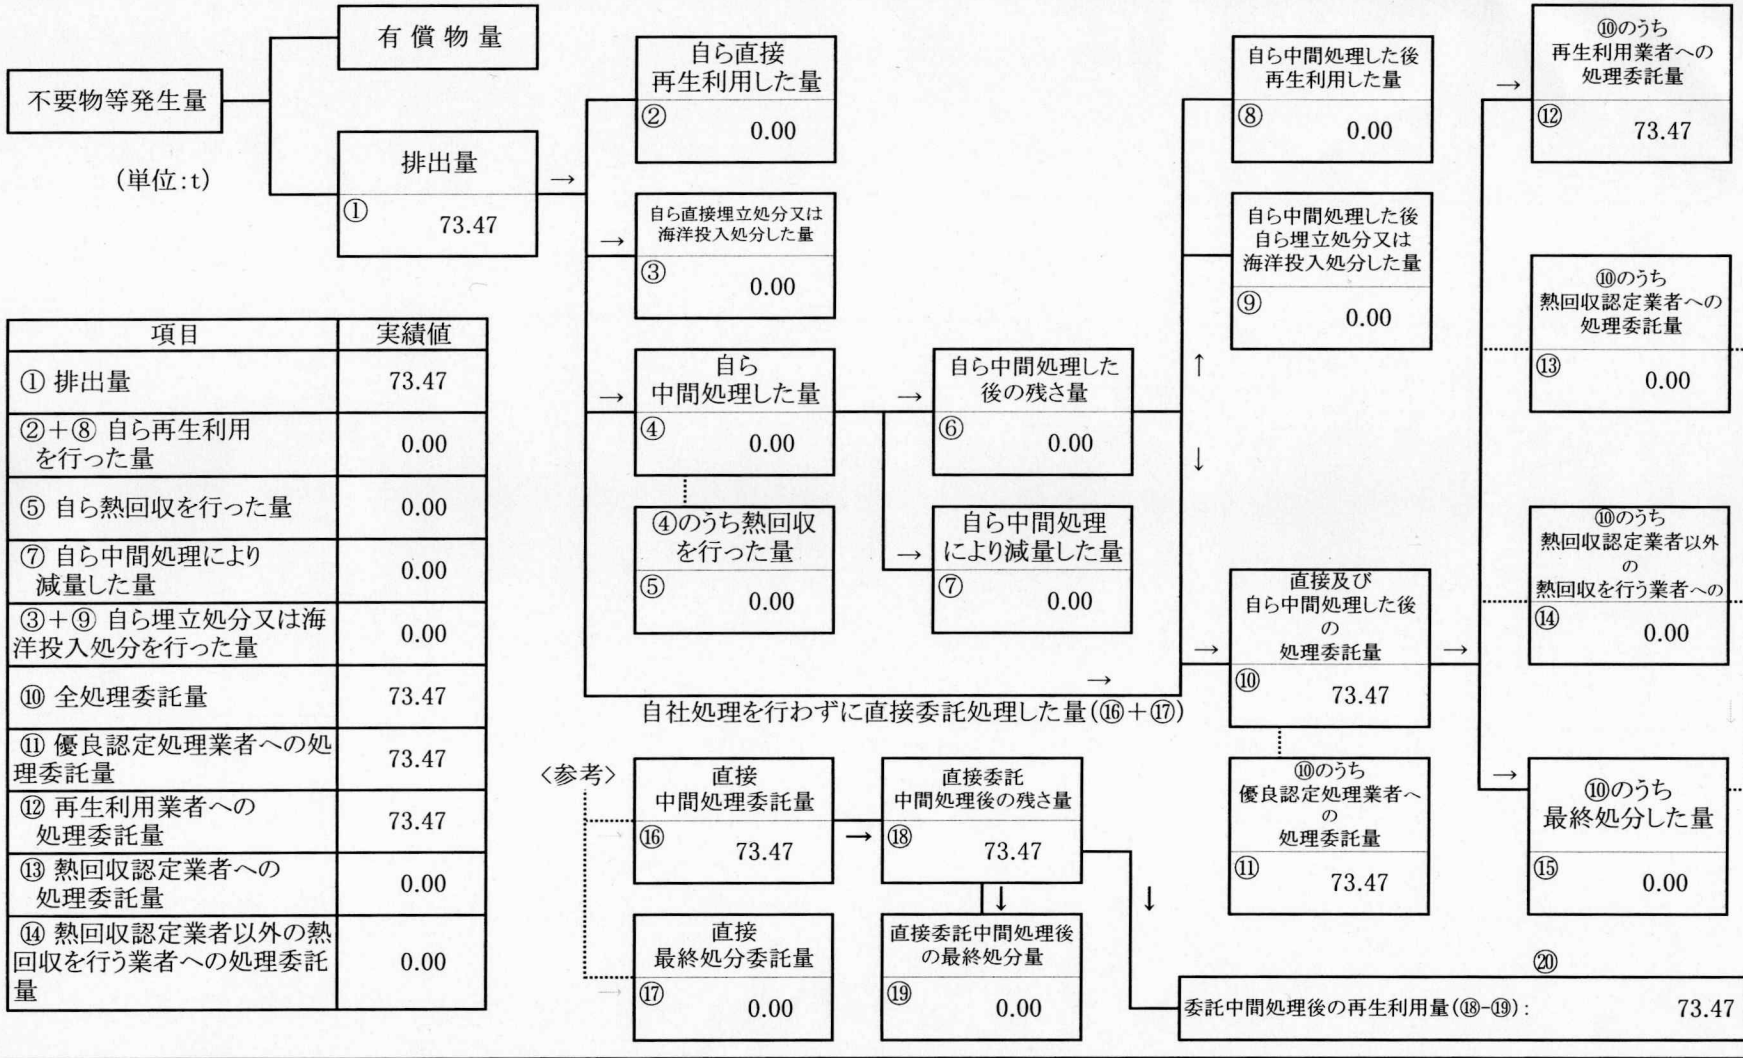 不要物等発生量
(単位:t)
有償物量
排出量
①
73.47
自ら直接
再生利用した量
②
0.00
自ら直接埋立処分又は
海洋投入処分した量
③
0.00
自ら
中間処理した量
④
0.00
④のうち熱回収
を行った量
⑤
0.00
自ら中間処理した
後の残さ量
⑥
0.00
自ら中間処理
により減量した量
⑦
0.00
自ら中間処理した後
再生利用した量
⑧
0.00
自ら中間処理した後
自ら埋立処分又は
海洋投入処分した量
⑨
0.00
直接及び
自ら中間処理した後
の
処理委託量
⑩
73.47
⑩のうち
優良認定処理業者へ
の
処理委託量
⑪
73.47
⑩のうち
再生利用業者への
処理委託量
⑫
73.47
⑩のうち
熱回収認定業者への
処理委託量
⑬
0.00
⑩のうち
熱回収認定業者以外
の
熱回収を行う業者への
⑭
0.00
⑩のうち
最終処分した量
⑮
0.00
自社処理を行わずに直接委託処理した量(⑯+⑰)
<参考>
直接
中間処理委託量
⑯
73.47
直接
最終処分委託量
⑰
0.00
直接委託
中間処理後の残さ量
⑱
73.47
直接委託中間処理後
の最終処分量
⑲
0.00
⑳
委託中間処理後の再生利用量(⑱-⑲): 73.47
項目 実績値
① 排出量 73.47
②+⑧ 自ら再生利用
を行った量 0.00
⑤ 自ら熱回収を行った量 0.00
⑦ 自ら中間処理により
減量した量 0.00
③+⑨ 自ら埋立処分又は海
洋投入処分を行った量 0.00
⑩ 全処理委託量 73.47
⑪ 優良認定処理業者への処
理委託量 73.47
⑫ 再生利用業者への
処理委託量 73.47
⑬ 熱回収認定業者への
処理委託量 0.00
⑭ 熱回収認定業者以外の熱
回収を行う業者への処理委託
量 0.00